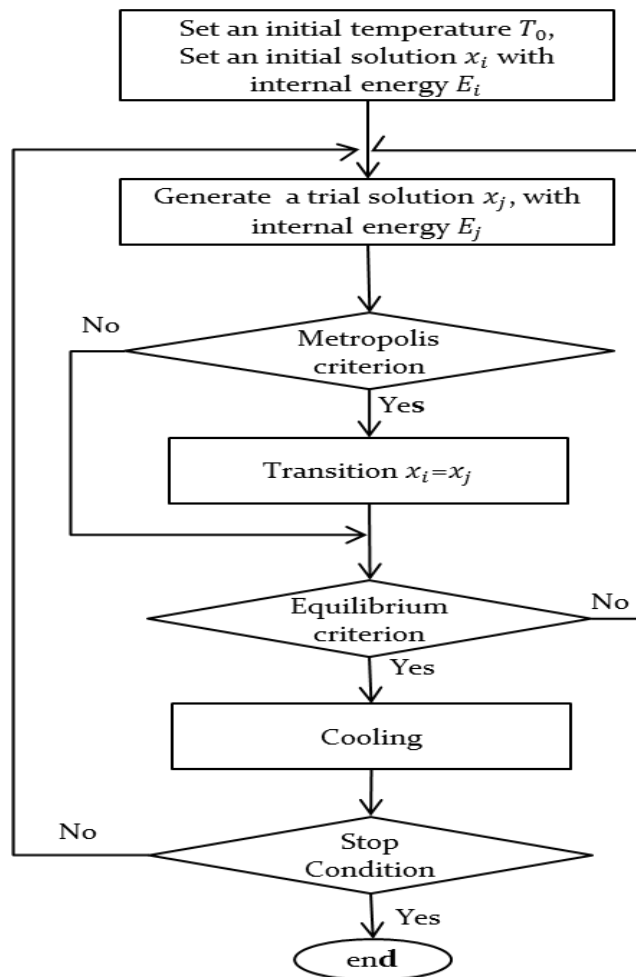 Set an initial temperature T₀,
Set an initial solution xᵢ with
internal energy Eᵢ
Generate a trial solution xⱼ, with
internal energy Eⱼ
No
Metropolis
criterion
Yes
Transition xᵢ=xⱼ
Equilibrium
criterion
No
Yes
Cooling
No
Stop
Condition
Yes
end